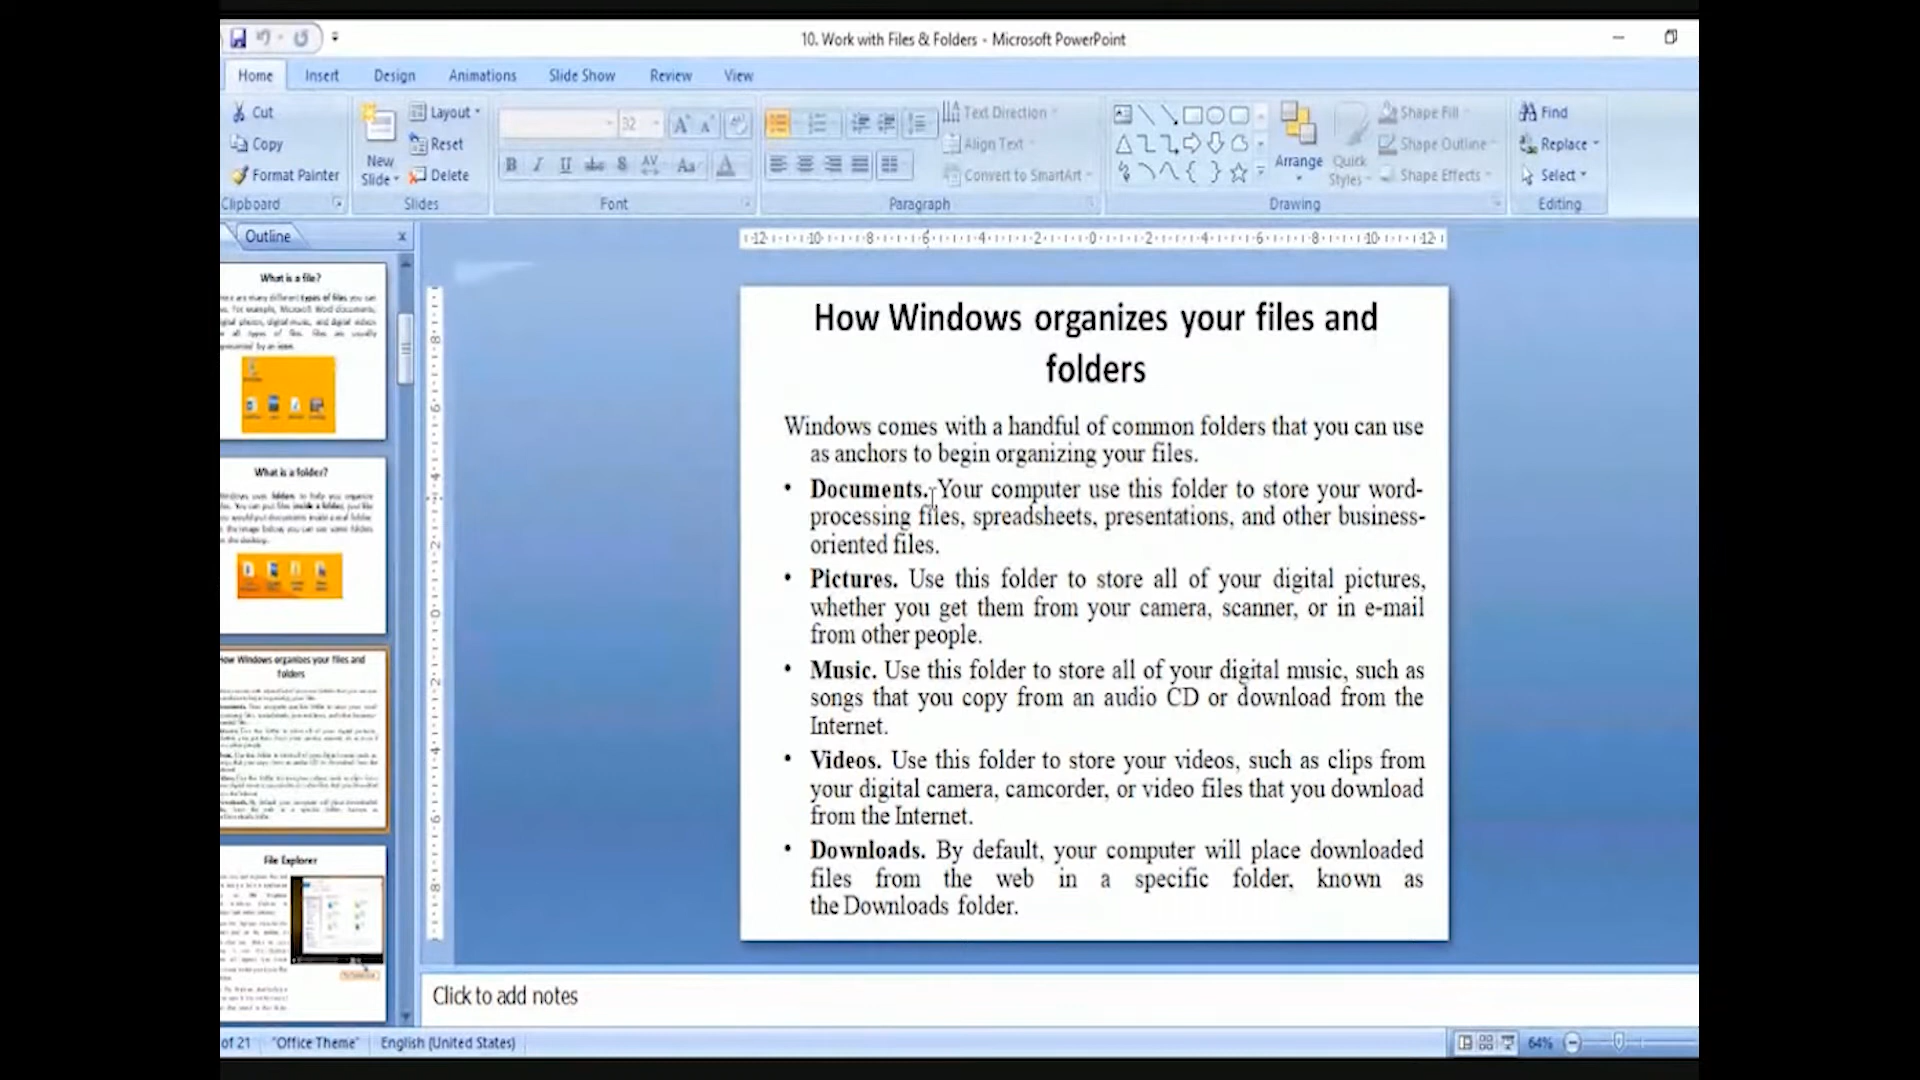 10. Work with Files & Folders - Microsoft PowerPoint
Home Insert Design Animations Slide Show Review View
Cut
Copy
Format Painter
Clipboard
New
Slide
Layout
Reset
Delete
Slides
32
Font
Text Direction
Align Text
Convert to SmartArt
Paragraph
Arrange
Quick
Styles
Shape Fill
Shape Outline
Shape Effects
Drawing
Find
Replace
Select
Editing
Outline
What is a file?
What is a folder?
How Windows organizes your files and
folders
File Explorer
How Windows organizes your files and
folders
Windows comes with a handful of common folders that you can use
as anchors to begin organizing your files.
• Documents. Your computer use this folder to store your word-
processing files, spreadsheets, presentations, and other business-
oriented files.
• Pictures. Use this folder to store all of your digital pictures,
whether you get them from your camera, scanner, or in e-mail
from other people.
• Music. Use this folder to store all of your digital music, such as
songs that you copy from an audio CD or download from the
Internet.
• Videos. Use this folder to store your videos, such as clips from
your digital camera, camcorder, or video files that you download
from the Internet.
• Downloads. By default, your computer will place downloaded
files from the web in a specific folder, known as
the Downloads folder.
Click to add notes
of 21 "Office Theme" English (United States) 64%